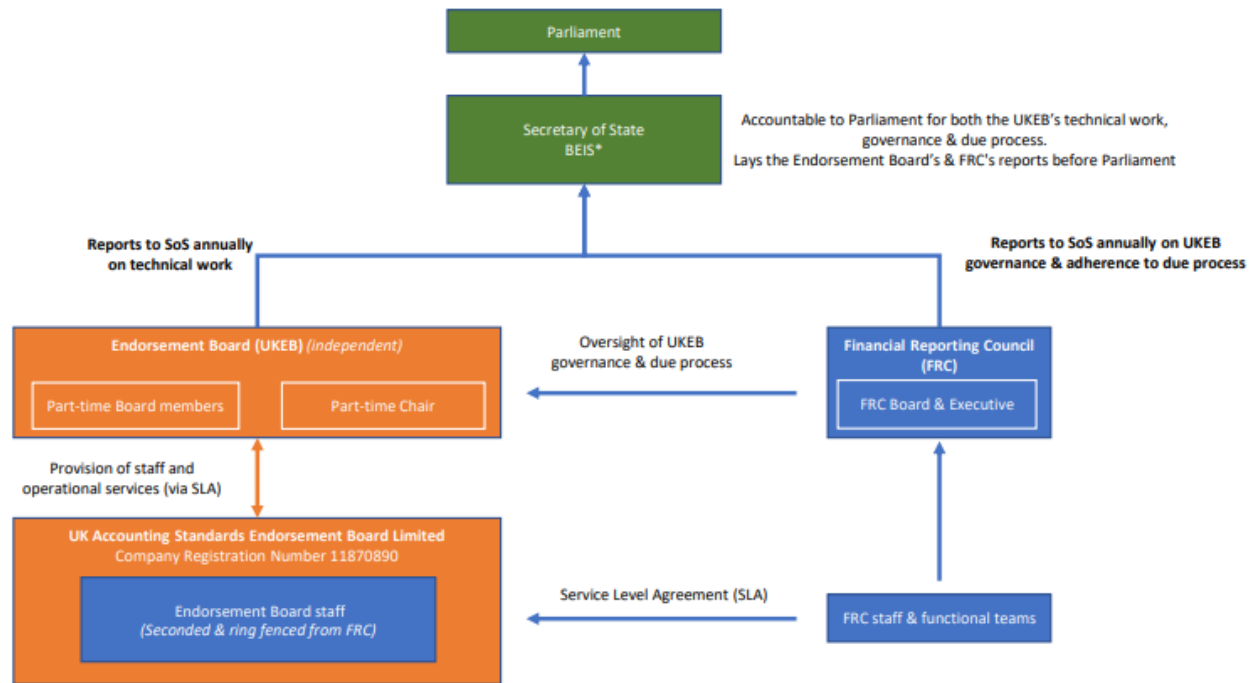 Parliament
Secretary of State
BEIS*
Accountable to Parliament for both the UKEB's technical work,
governance & due process.
Lays the Endorsement Board's & FRC's reports before Parliament
Reports to SoS annually
on technical work
Reports to SoS annually on UKEB
governance & adherence to due process
Endorsement Board (UKEB) (independent)
Part-time Board members
Part-time Chair
Oversight of UKEB
governance & due process
Financial Reporting Council
(FRC)
FRC Board & Executive
Provision of staff and
operational services (via SLA)
UK Accounting Standards Endorsement Board Limited
Company Registration Number 11870890
Endorsement Board staff
(Seconded & ring fenced from FRC)
Service Level Agreement (SLA)
FRC staff & functional teams